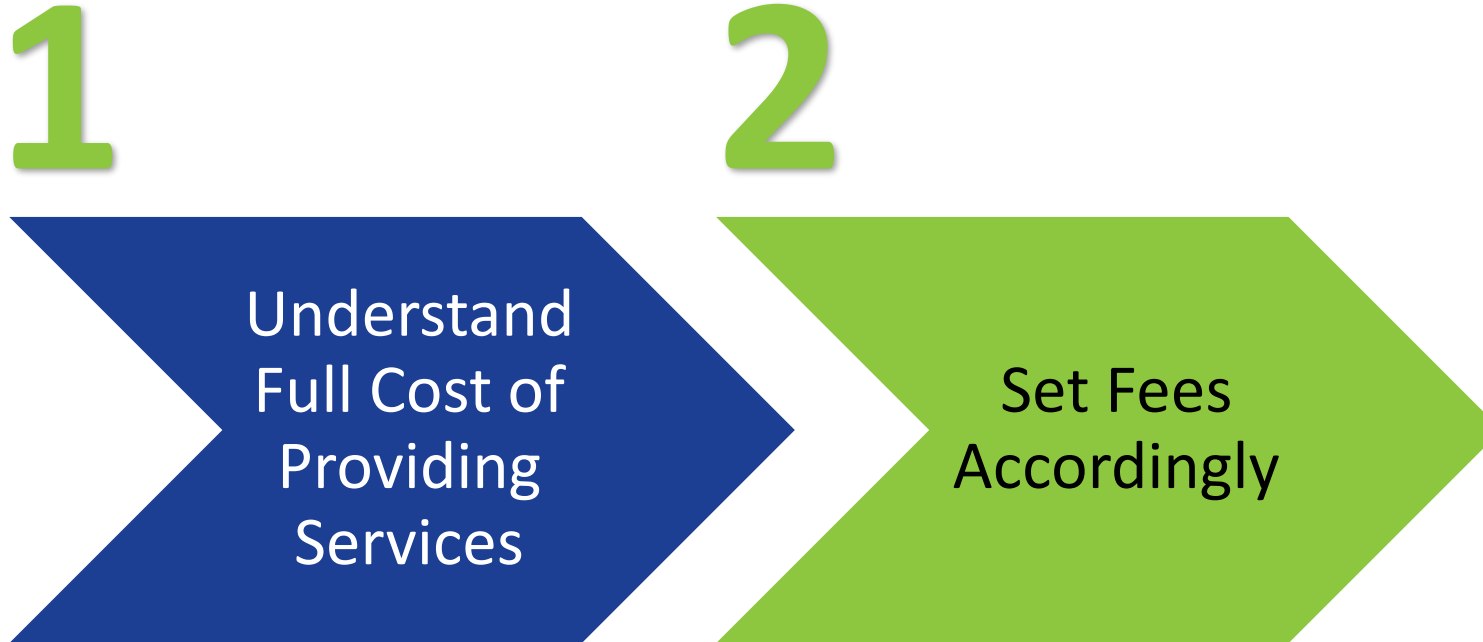 1
2
Understand
Full Cost of
Providing
Services
Set Fees
Accordingly